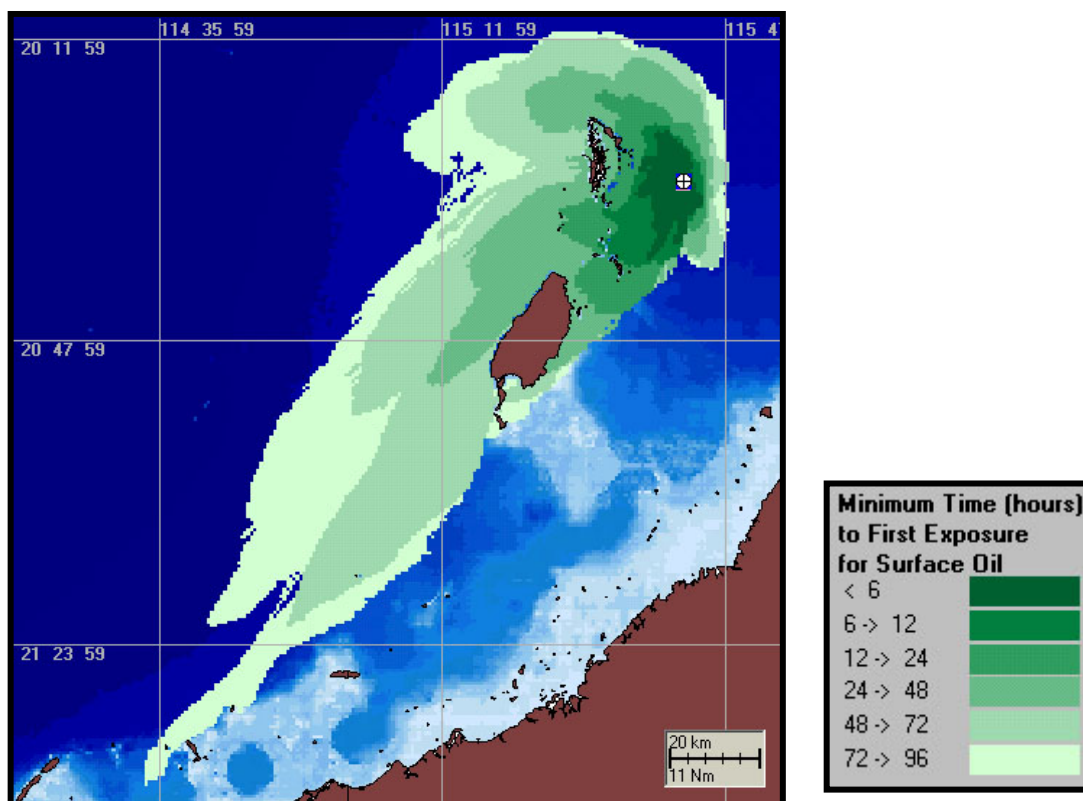 114 35 59
115 11 59
115 4
20 11 59
20 47 59
21 23 59
20 km
11 Nm
Minimum Time (hours)
to First Exposure
for Surface Oil
< 6
6 -> 12
12 -> 24
24 -> 48
48 -> 72
72 -> 96